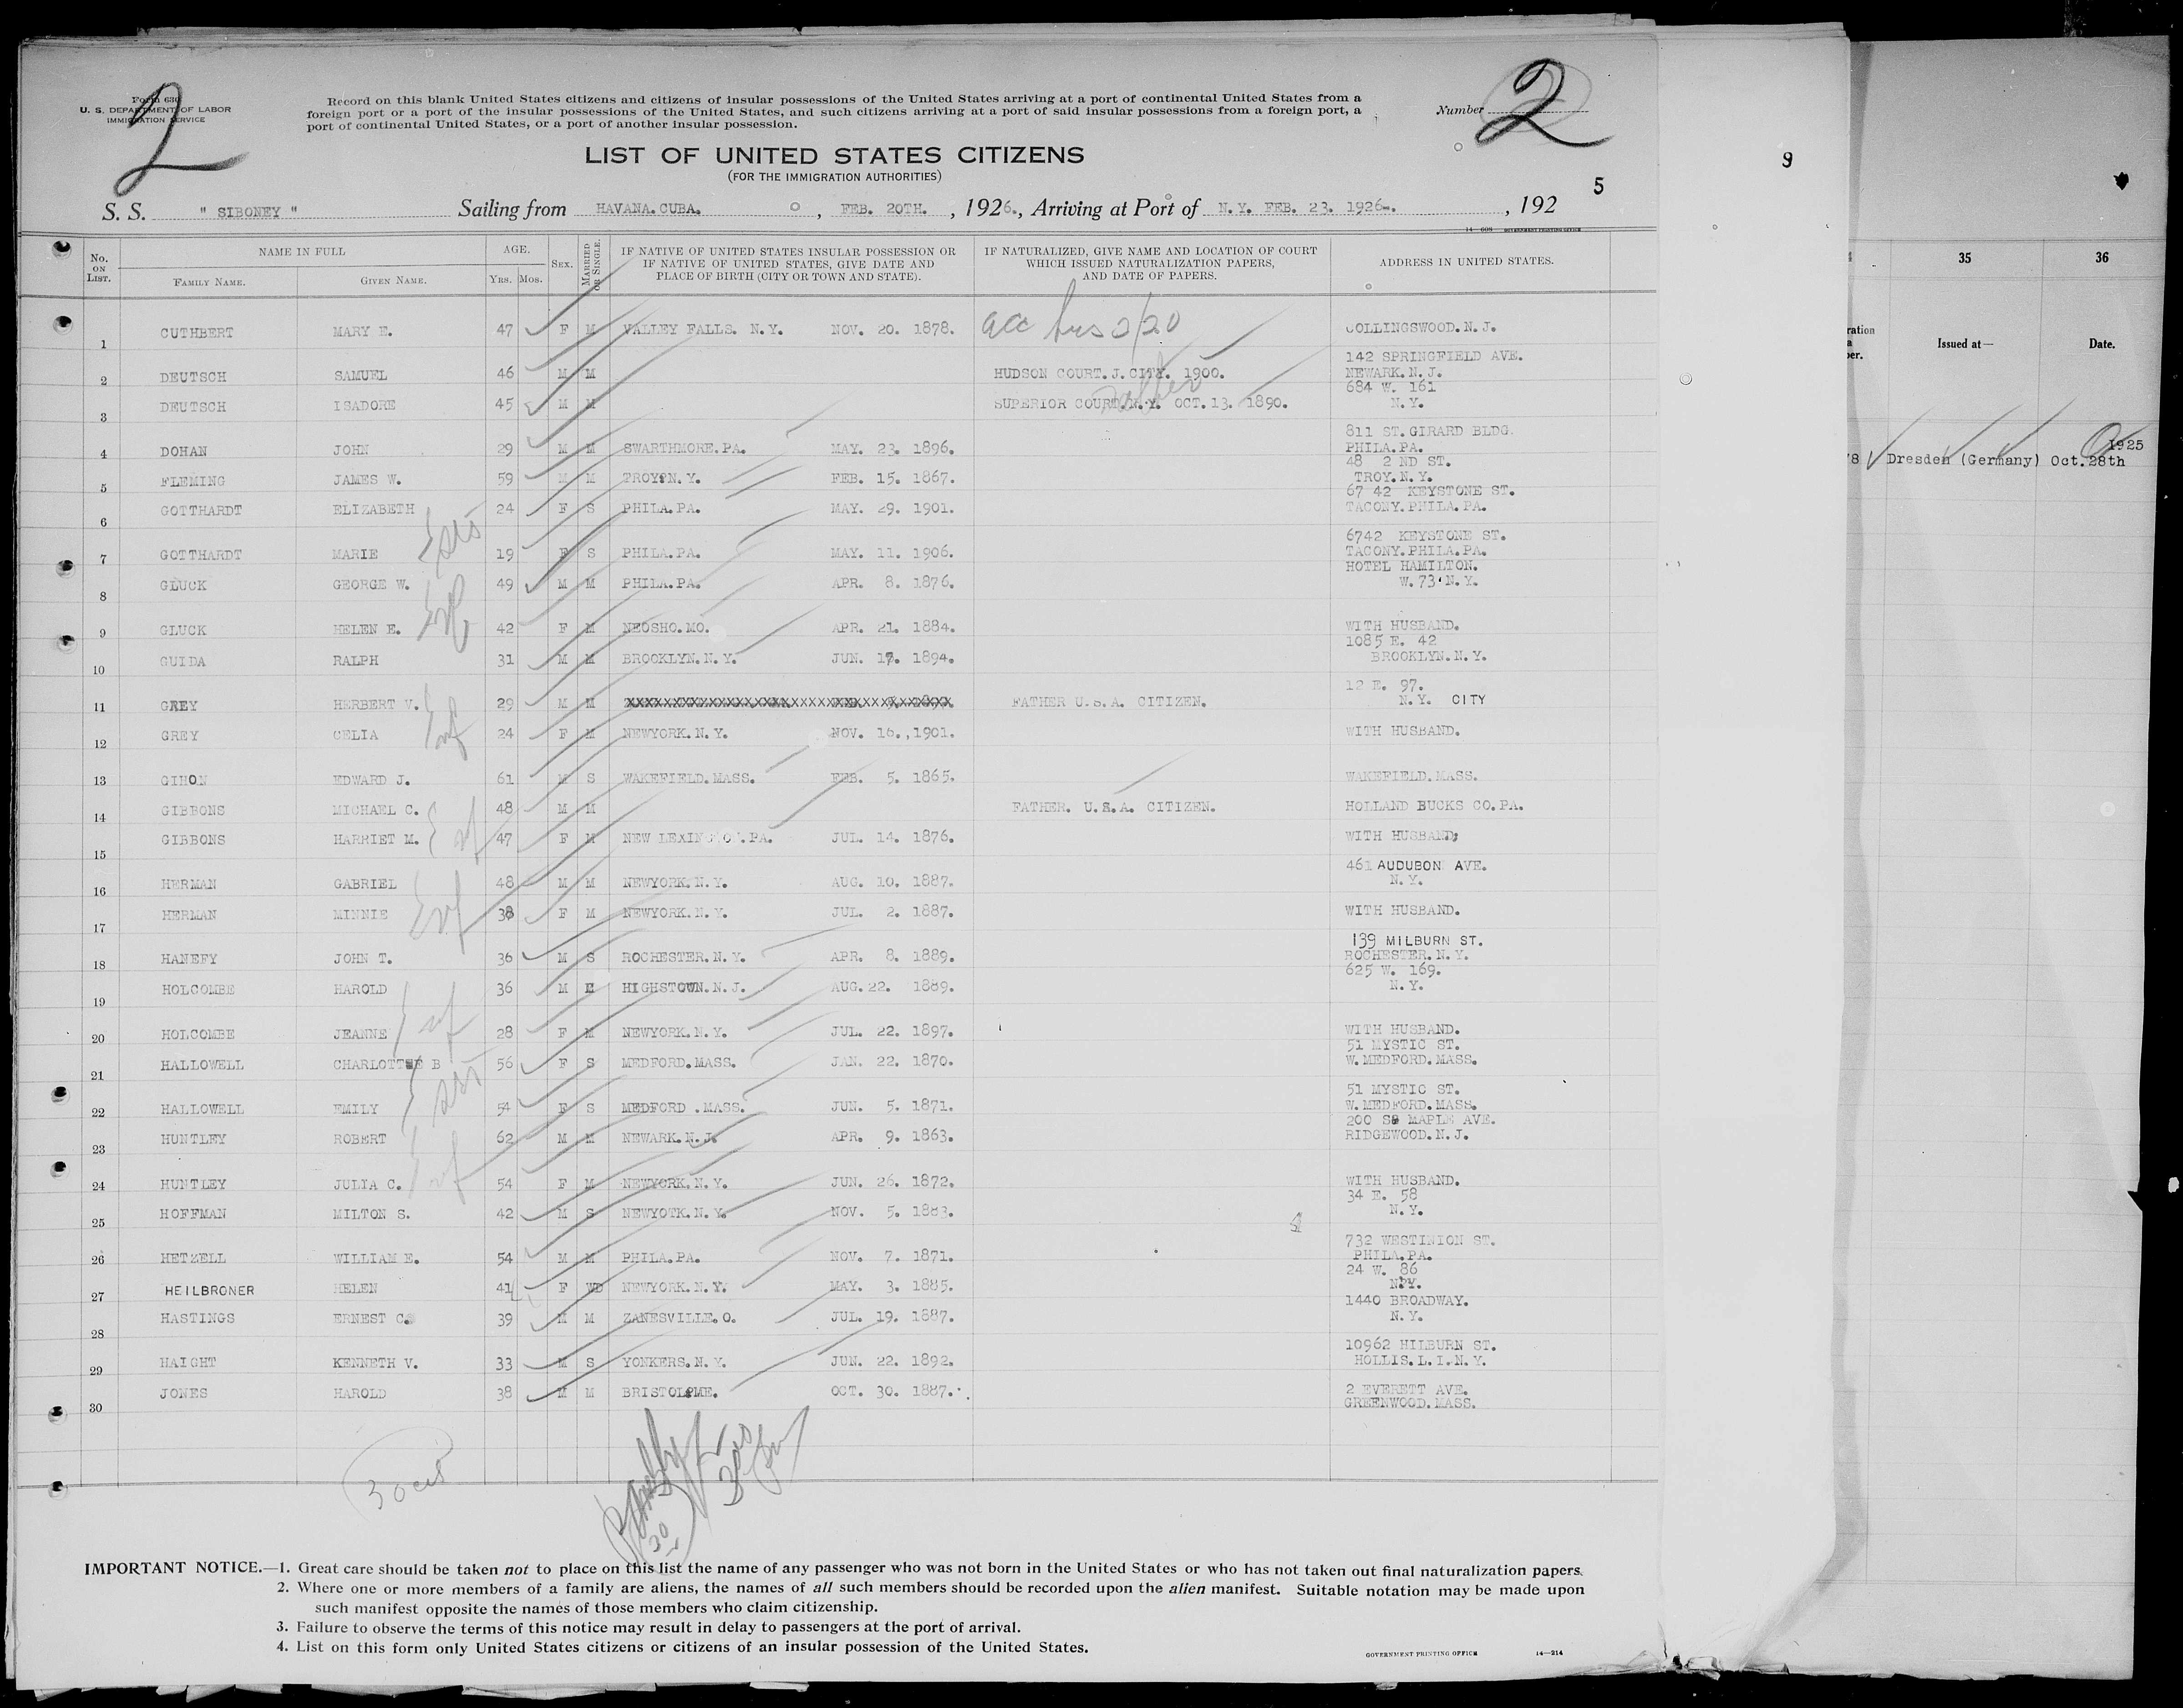 2
Form 630
U. S. DEPARTMENT OF LABOR
IMMIGRATION SERVICE
Record on this blank United States citizens and citizens of insular possessions of the United States arriving at a port of continental United States from a
foreign port or a port of the insular possessions of the United States, and such citizens arriving at a port of said insular possessions from a foreign port, a
port of continental United States, or a port of another insular possession.
Number 2
LIST OF UNITED STATES CITIZENS
(FOR THE IMMIGRATION AUTHORITIES)
5
S. S. " SIBONEY " Sailing from HAVANA.CUBA. , FEB. 20TH. , 1926., Arriving at Port of N.Y. FEB. 23. 1926-. , 192
GOVERNMENT PRINTING OFFICE
No. ON LIST. NAME IN FULL FAMILY NAME. GIVEN NAME. AGE. YRS. MOS. SEX. MARRIED OR SINGLE. IF NATIVE OF UNITED STATES INSULAR POSSESSION OR IF NATIVE OF UNITED STATES, GIVE DATE AND PLACE OF BIRTH (CITY OR TOWN AND STATE). IF NATURALIZED, GIVE NAME AND LOCATION OF COURT WHICH ISSUED NATURALIZATION PAPERS, AND DATE OF PAPERS. ADDRESS IN UNITED STATES.
1 CUTHBERT MARY E. 47 F M VALLEY FALLS. N.Y. NOV. 20. 1878. COLLINGSWOOD.N.J.
2 DEUTSCH SAMUEL 46 M M HUDSON COURT.J.CITY. 1900. 142 SPRINGFIELD AVE. NEWARK.N.J.
3 DEUTSCH ISADORE 45 M M SUPERIOR COURT.N.Y. OCT.13. 1890. 684 W. 161 N.Y.
4 DOHAN JOHN 29 M M SWARTHMORE.PA. MAY. 23. 1896. 811 ST.GIRARD BLDG. PHILA.PA.
5 FLEMING JAMES W. 59 M M TROY.N.Y. FEB. 15. 1867. 48 2 ND ST. TROY.N.Y.
6 GOTTHARDT ELIZABETH 24 F S PHILA.PA. MAY. 29. 1901. 67 42 KEYSTONE ST. TACONY.PHILA.PA.
7 GOTTHARDT MARIE 19 F S PHILA.PA. MAY. 11. 1906. 6742 KEYSTONE ST. TACONY.PHILA.PA.
8 GLUCK GEORGE W. 49 M M PHILA.PA. APR. 8. 1876. HOTEL HAMILTON. W.73'N.Y.
9 GLUCK HELEN E. 42 F M NEOSHO.MO. APR. 21. 1884. WITH HUSBAND.
10 GUIDA RALPH 31 M M BROOKLYN.N.Y. JUN. 17. 1894. 1085 E. 42 BROOKLYN.N.Y.
11 GREY HERBERT V. 29 M M FATHER U.S.A. CITIZEN. 12 E. 97. N.Y. CITY
12 GREY CELIA 24 F M NEWYORK.N.Y. NOV. 16.,1901. WITH HUSBAND.
13 GIHON EDWARD J. 61 M S WAKEFIELD.MASS. FEB. 5. 1865. WAKEFIELD.MASS.
14 GIBBONS MICHAEL C. 48 M M FATHER. U.S.A. CITIZEN. HOLLAND BUCKS CO.PA.
15 GIBBONS HARRIET M. 47 F M NEW LEXINGTON.PA. JUL. 14. 1876. WITH HUSBAND;
16 HERMAN GABRIEL 48 M M NEWYORK.N.Y. AUG. 10. 1887. 461 AUDUBON AVE. N.Y.
17 HERMAN MINNIE 38 F M NEWYORK.N.Y. JUL. 2. 1887. WITH HUSBAND.
18 HANEFY JOHN T. 36 M S ROCHESTER.N.Y. APR. 8. 1889. 139 MILBURN ST. ROCHESTER.N.Y.
19 HOLCOMBE HAROLD 36 M M HIGHSTOWN.N.J. AUG.22. 1889. 625 W. 169. N.Y.
20 HOLCOMBE JEANNE 28 F M NEWYORK.N.Y. JUL. 22. 1897. WITH HUSBAND.
21 HALLOWELL CHARLOTTE B 56 F S MEDFORD.MASS. JAN. 22. 1870. 51 MYSTIC ST. W.MEDFORD.MASS.
22 HALLOWELL EMILY 54 F S MEDFORD .MASS. JUN. 5. 1871. 51 MYSTIC ST. W.MEDFORD.MASS.
23 HUNTLEY ROBERT 62 M M NEWARK.N.J. APR. 9. 1863. 200 S. MAPLE AVE. RIDGEWOOD.N.J.
24 HUNTLEY JULIA C. 54 F M NEWYORK.N.Y. JUN. 26. 1872. WITH HUSBAND.
25 HOFFMAN MILTON S. 42 M S NEWYOTK.N.Y. NOV. 5. 1883. 34 E. 58 N.Y.
26 HETZELL WILLIAM E. 54 M M PHILA.PA. NOV. 7. 1871. 732 WESTINION ST. PHILA.PA.
27 HEILBRONER HELEN 41 F WD NEWYORK.N.Y. MAY. 3. 1885. 24 W. 86 N.Y.
28 HASTINGS ERNEST C. 39 M M ZANESVILLE.O. JUL. 19. 1887. 1440 BROADWAY. N.Y.
29 HAIGHT KENNETH V. 33 M S YONKERS.N.Y. JUN. 22. 1892. 10962 HILBURN ST. HOLLIS.L.I.N.Y.
30 JONES HAROLD 38 M M BRISTOL.ME. OCT. 30. 1887. 2 EVERETT AVE. GREENWOOD.MASS.
IMPORTANT NOTICE.—1. Great care should be taken not to place on this list the name of any passenger who was not born in the United States or who has not taken out final naturalization papers.
2. Where one or more members of a family are aliens, the names of all such members should be recorded upon the alien manifest. Suitable notation may be made upon
such manifest opposite the names of those members who claim citizenship.
3. Failure to observe the terms of this notice may result in delay to passengers at the port of arrival.
4. List on this form only United States citizens or citizens of an insular possession of the United States.
GOVERNMENT PRINTING OFFICE 14—214
9
35 36
Issued at— Date.
1925
Dresden (Germany) Oct.28th